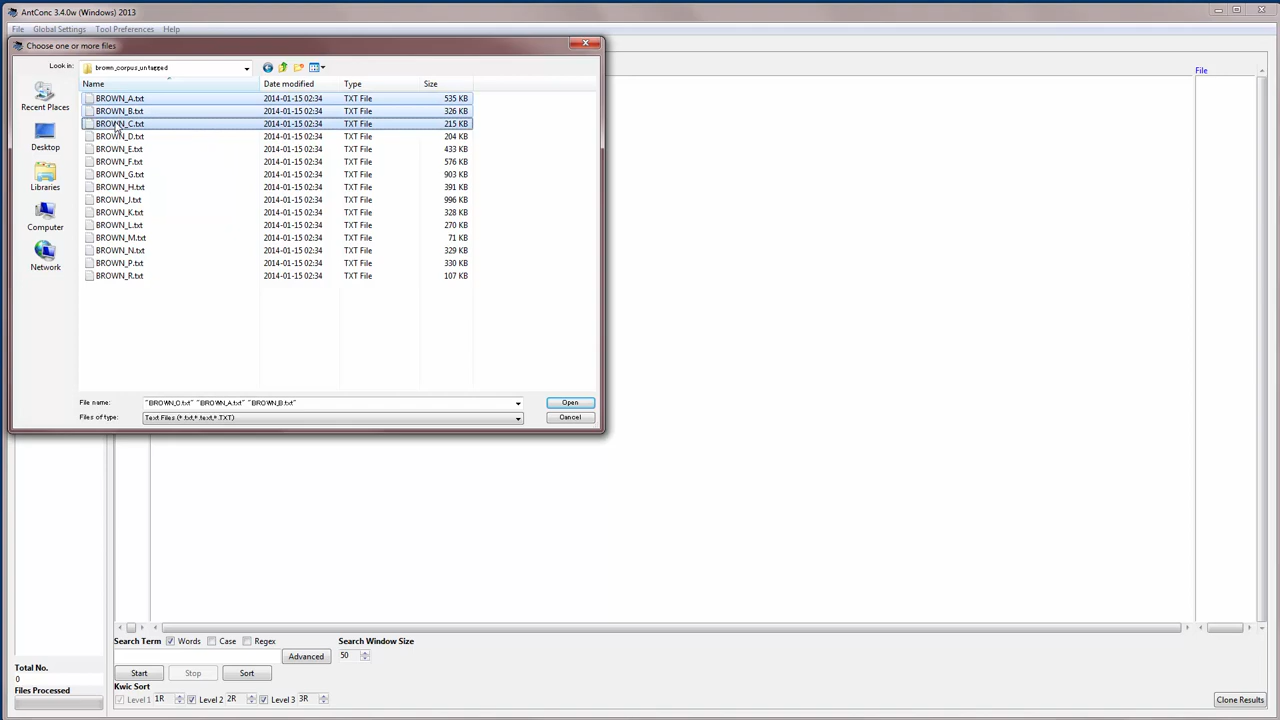 AntConc 3.4.0w (Windows) 2013
File Global Settings Tool Preferences Help
Choose one or more files
Look in: brown_corpus_untagged
File
Name Date modified Type Size
BROWN_A.txt 2014-01-15 02:34 TXT File 535 KB
BROWN_B.txt 2014-01-15 02:34 TXT File 326 KB
BROWN_C.txt 2014-01-15 02:34 TXT File 215 KB
BROWN_D.txt 2014-01-15 02:34 TXT File 204 KB
BROWN_E.txt 2014-01-15 02:34 TXT File 433 KB
BROWN_F.txt 2014-01-15 02:34 TXT File 576 KB
BROWN_G.txt 2014-01-15 02:34 TXT File 903 KB
BROWN_H.txt 2014-01-15 02:34 TXT File 391 KB
BROWN_J.txt 2014-01-15 02:34 TXT File 996 KB
BROWN_K.txt 2014-01-15 02:34 TXT File 328 KB
BROWN_L.txt 2014-01-15 02:34 TXT File 270 KB
BROWN_M.txt 2014-01-15 02:34 TXT File 71 KB
BROWN_N.txt 2014-01-15 02:34 TXT File 329 KB
BROWN_P.txt 2014-01-15 02:34 TXT File 330 KB
BROWN_R.txt 2014-01-15 02:34 TXT File 107 KB
Recent Places
Desktop
Libraries
Computer
Network
File name: "BROWN_C.txt" "BROWN_A.txt" "BROWN_B.txt" Open
Files of type: Text Files (*.txt,*.text,*.TXT) Cancel
Search Term Words Case Regex Search Window Size
Advanced 50
Start Stop Sort
Kwic Sort
Level 1 1R Level 2 2R Level 3 3R Clone Results
Total No.
0
Files Processed